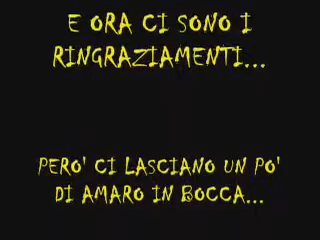 E ORA CI SONO I
RINGRAZIAMENTI...
PERO' CI LASCIANO UN PO'
DI AMARO IN BOCCA...